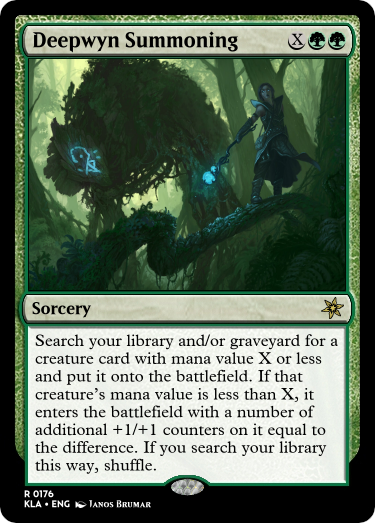 Deepwyn Summoning X
Sorcery
Search your library and/or graveyard for a
creature card with mana value X or less
and put it onto the battlefield. If that
creature's mana value is less than X, it
enters the battlefield with a number of
additional +1/+1 counters on it equal to
the difference. If you search your library
this way, shuffle.
R 0176
KLA • ENG Janos Brumar